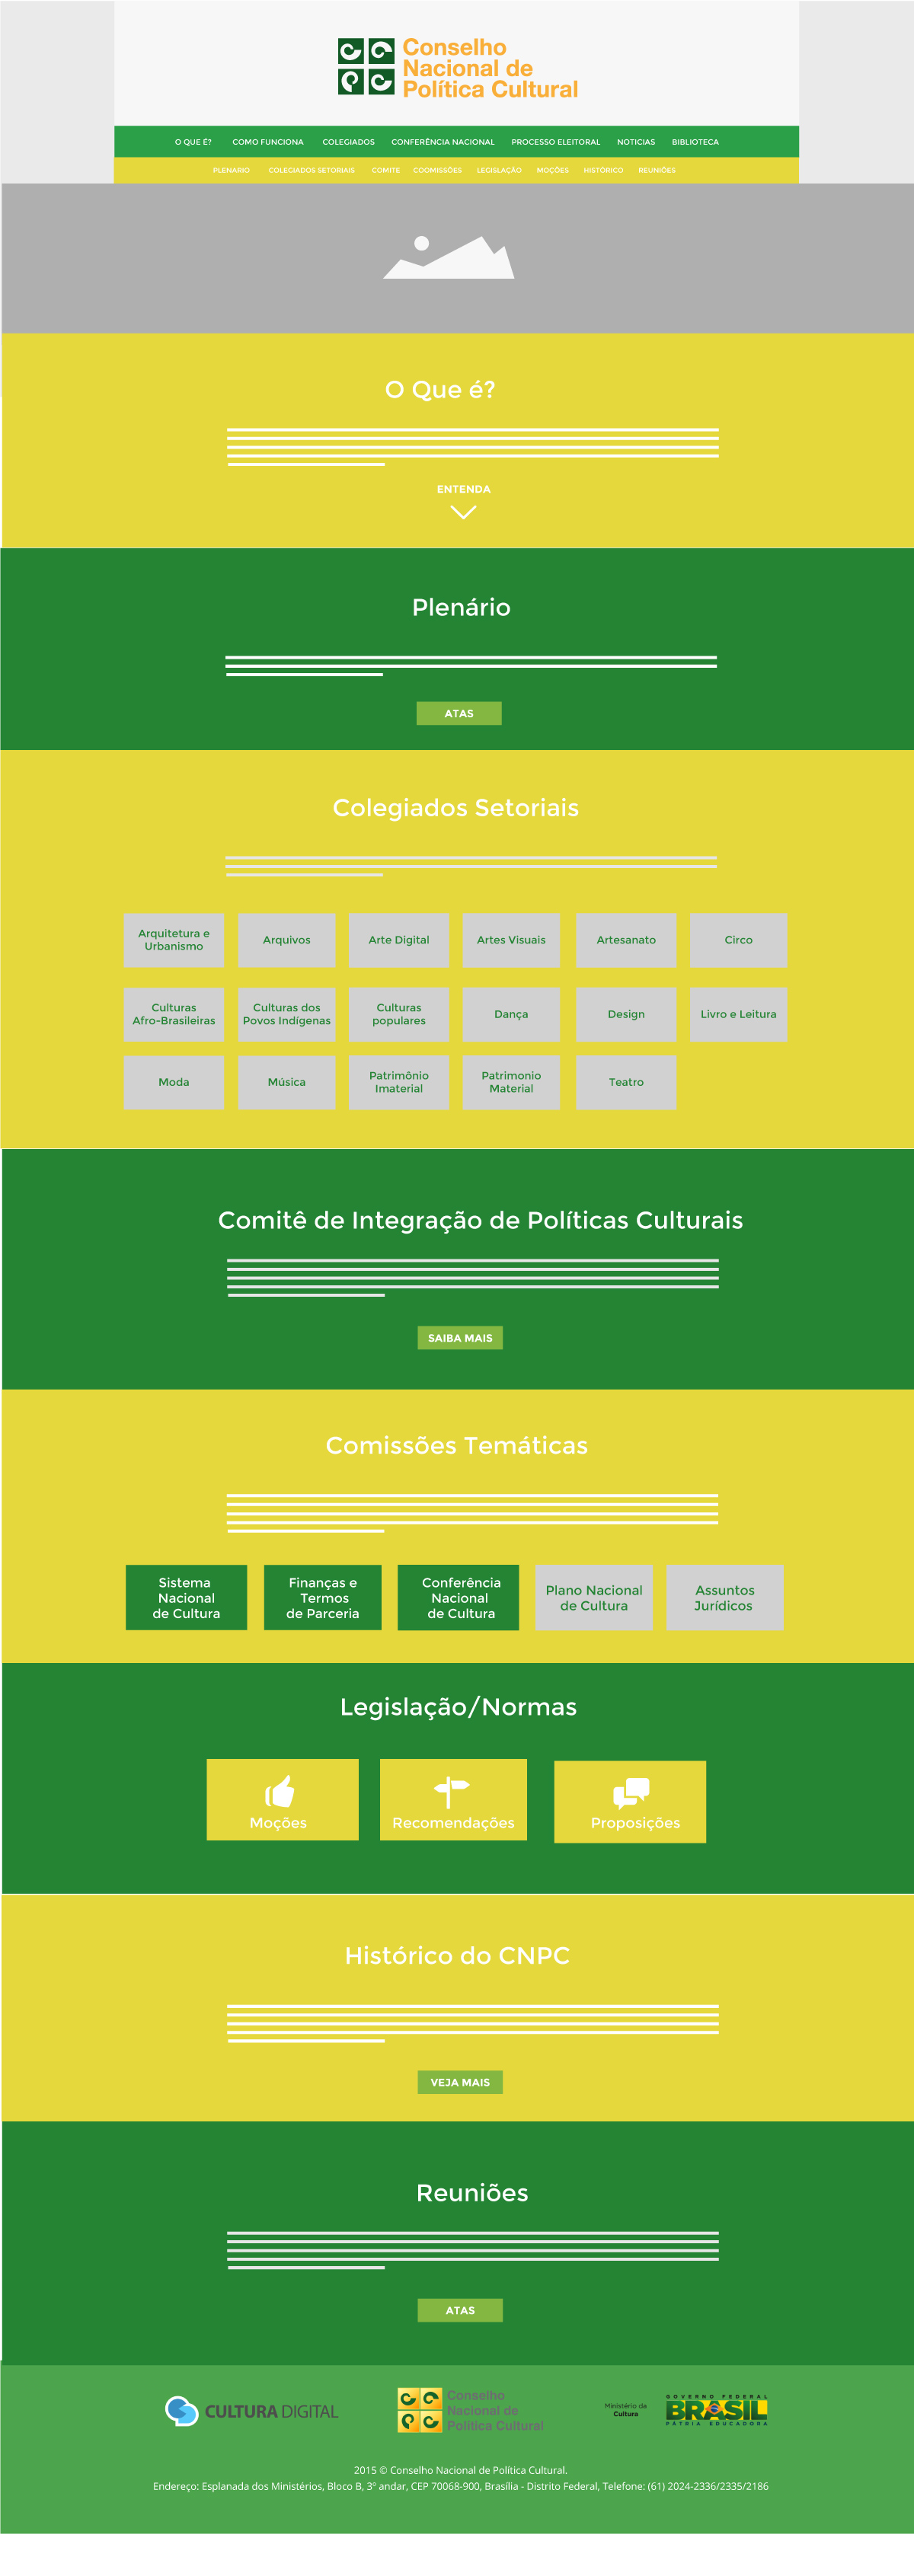 Conselho
Nacional de
Política Cultural
O QUE É? COMO FUNCIONA COLEGIADOS CONFERÊNCIA NACIONAL PROCESSO ELEITORAL NOTICIAS BIBLIOTECA
PLENARIO COLEGIADOS SETORIAIS COMITE COOMISSÕES LEGISLAÇÃO MOÇÕES HISTÓRICO REUNIÕES
O Que é?
ENTENDA
Plenário
ATAS
Colegiados Setoriais
Arquitetura e
Urbanismo
Arquivos
Arte Digital
Artes Visuais
Artesanato
Circo
Culturas
Afro-Brasileiras
Culturas dos
Povos Indígenas
Culturas
populares
Dança
Design
Livro e Leitura
Moda
Música
Patrimônio
Imaterial
Patrimonio
Material
Teatro
Comitê de Integração de Políticas Culturais
SAIBA MAIS
Comissões Temáticas
Sistema
Nacional
de Cultura
Finanças e
Termos
de Parceria
Conferência
Nacional
de Cultura
Plano Nacional
de Cultura
Assuntos
Jurídicos
Legislação/Normas
Moções
Recomendações
Proposições
Histórico do CNPC
VEJA MAIS
Reuniões
ATAS
CULTURA DIGITAL
Conselho
Nacional de
Política Cultural
Ministério da
Cultura
GOVERNO FEDERAL
BRASIL
PÁTRIA EDUCADORA
2015 © Conselho Nacional de Política Cultural.
Endereço: Esplanada dos Ministérios, Bloco B, 3º andar, CEP 70068-900, Brasília - Distrito Federal, Telefone: (61) 2024-2336/2335/2186